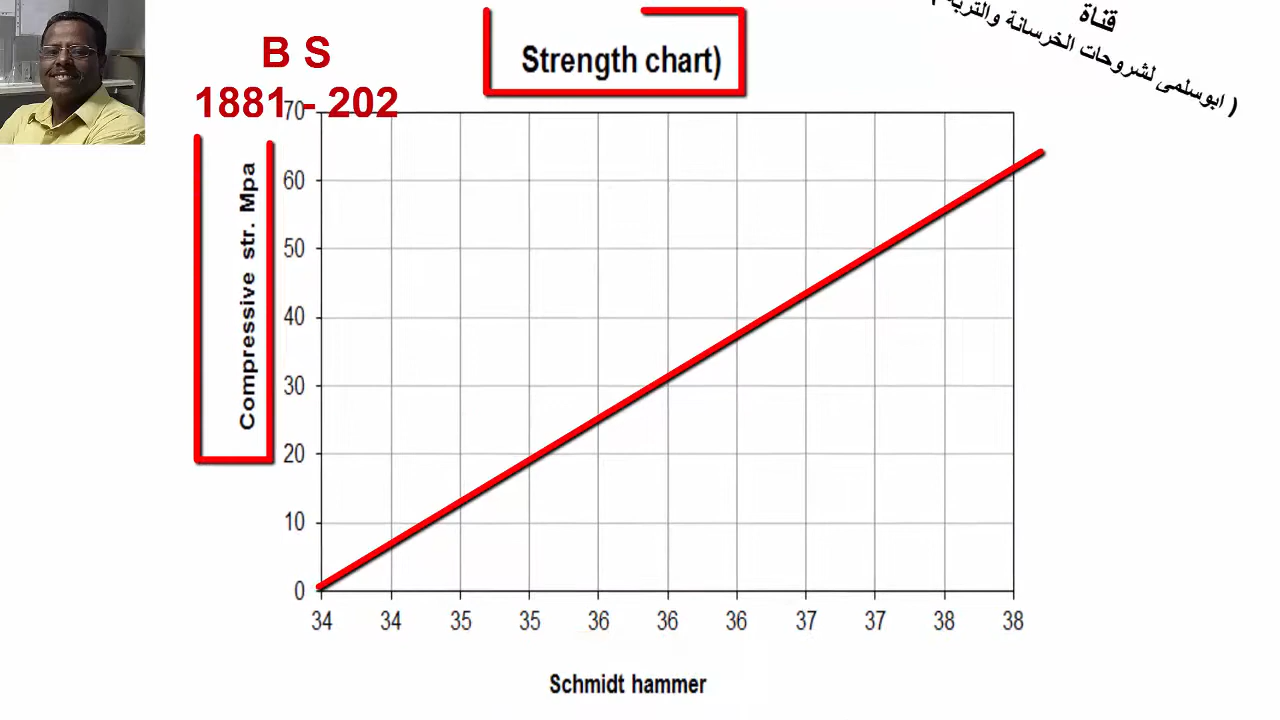 B S
1881 - 202
Strength chart)
قناة
( ابوسلمى لشروحات الخرسانة والتربة
Compressive str. Mpa
70
60
50
40
30
20
10
0
34 34 35 35 36 36 36 37 37 38 38
Schmidt hammer